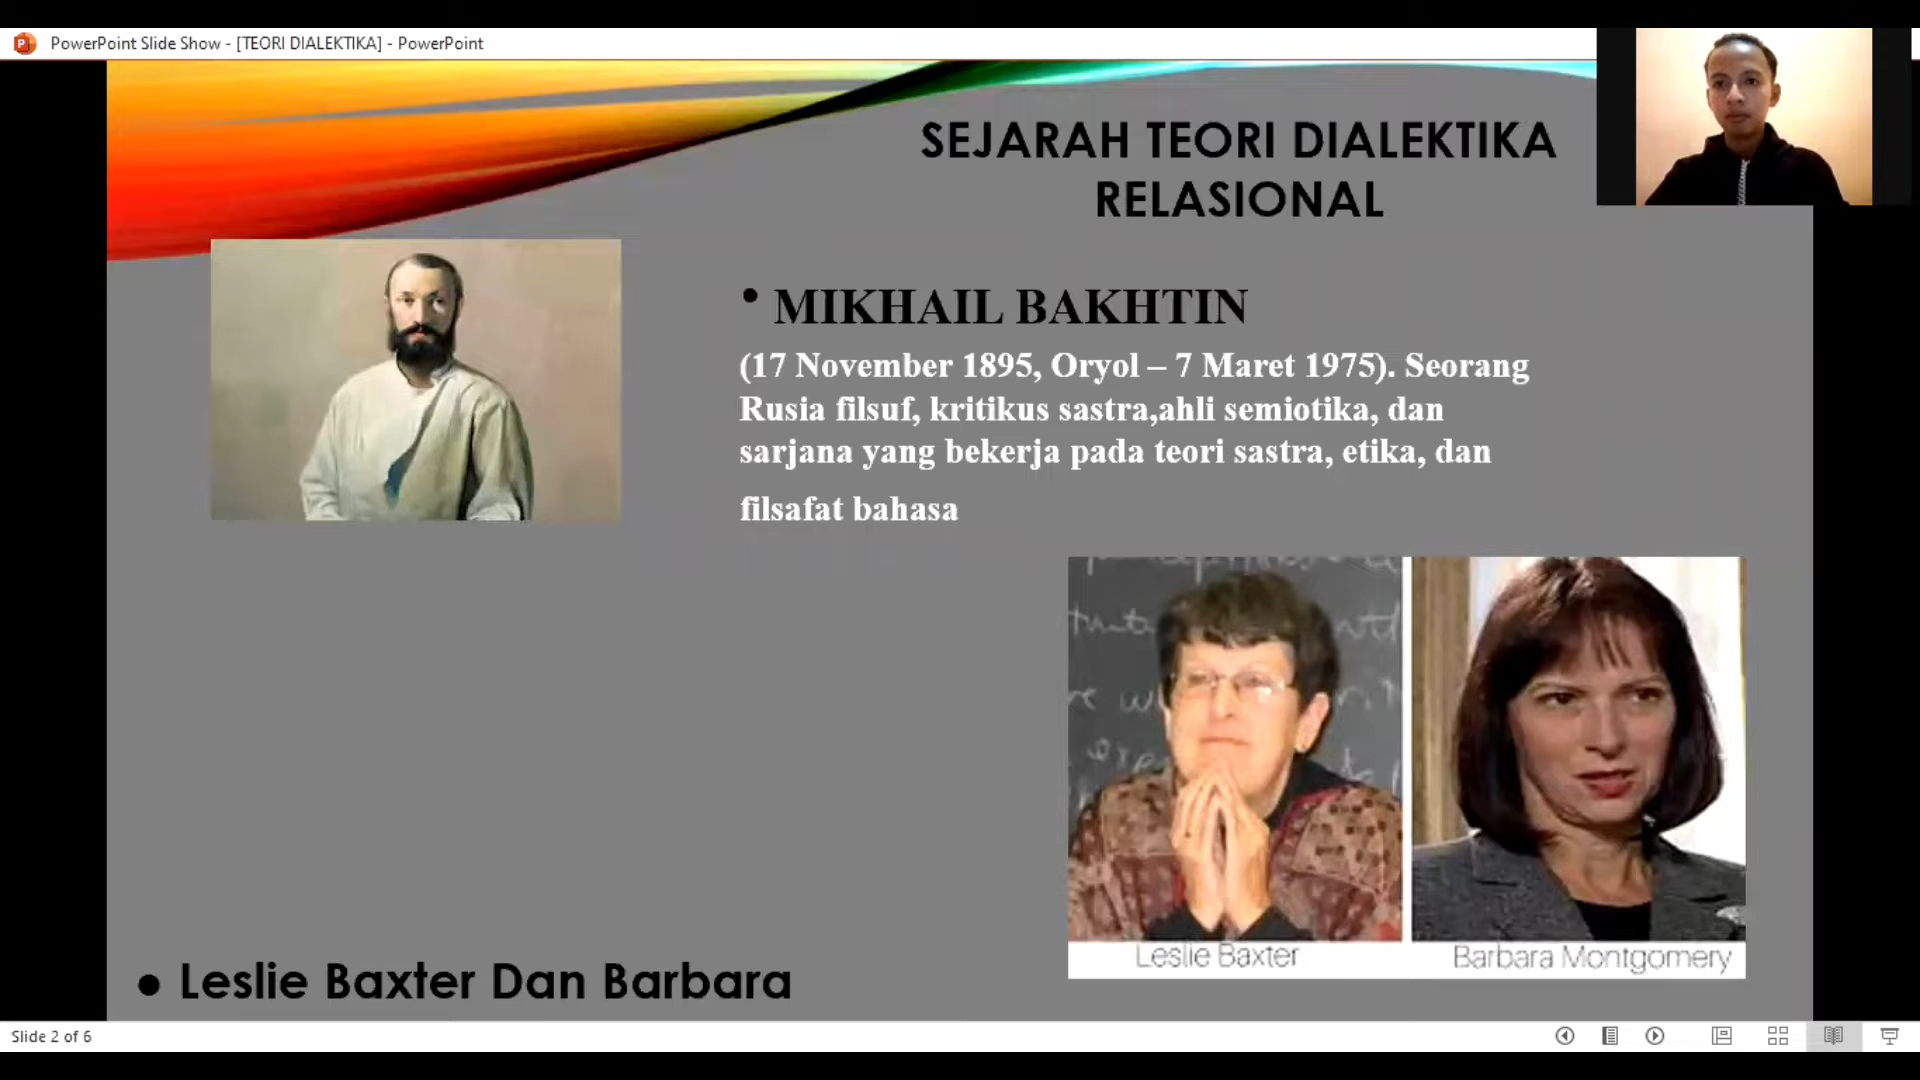 PowerPoint Slide Show - [TEORI DIALEKTIKA] - PowerPoint
SEJARAH TEORI DIALEKTIKA
RELASIONAL
• MIKHAIL BAKHTIN
(17 November 1895, Oryol – 7 Maret 1975). Seorang
Rusia filsuf, kritikus sastra,ahli semiotika, dan
sarjana yang bekerja pada teori sastra, etika, dan
filsafat bahasa
Leslie Baxter
Barbara Montgomery
• Leslie Baxter Dan Barbara
Slide 2 of 6